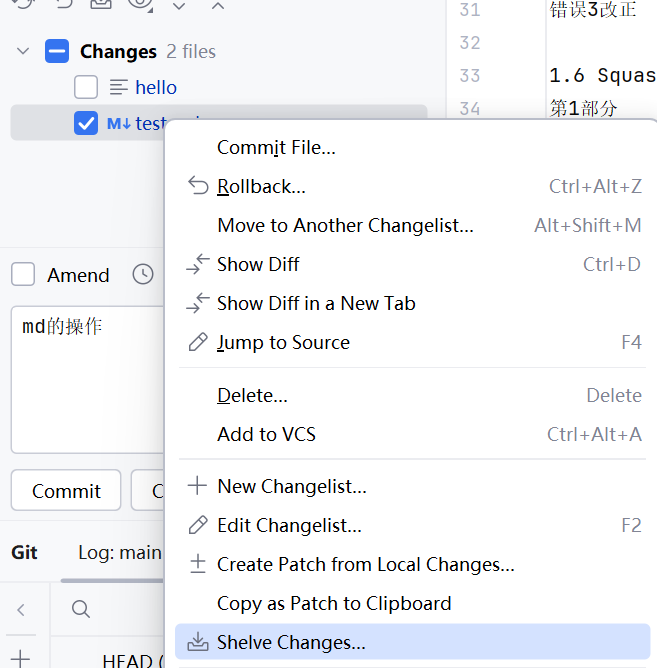 Changes 2 files
hello
test
Amend
md的操作
Commit
C
Git
Log: main
HEAD (
31
错误3改正
32
33
1.6 Squas
34
第1部分
Commit File...
Rollback... Ctrl+Alt+Z
Move to Another Changelist... Alt+Shift+M
Show Diff Ctrl+D
Show Diff in a New Tab
Jump to Source F4
Delete... Delete
Add to VCS Ctrl+Alt+A
New Changelist...
Edit Changelist... F2
Create Patch from Local Changes...
Copy as Patch to Clipboard
Shelve Changes...